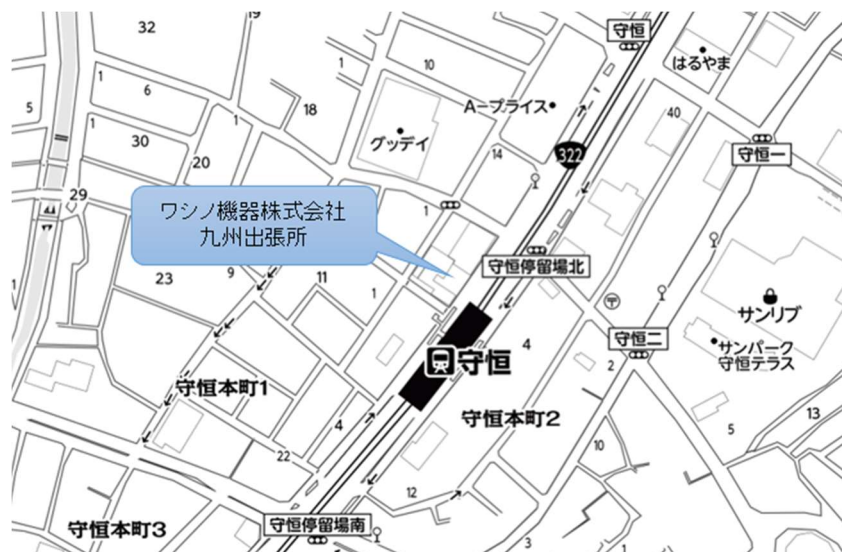 19
守恒
32
はるやま
1
10
1
6
5
18
A-プライス
40
1
1
グッデイ
30
322
守恒一
14
20
29
ワシノ機器株式会社
九州出張所
1
守恒停留場北
23
9
11
1
サンリブ
4
守恒二
サンパーク
守恒テラス
守恒
2
守恒本町1
守恒本町2
13
4
5
22
10
12
守恒本町3
守恒停留場南
3